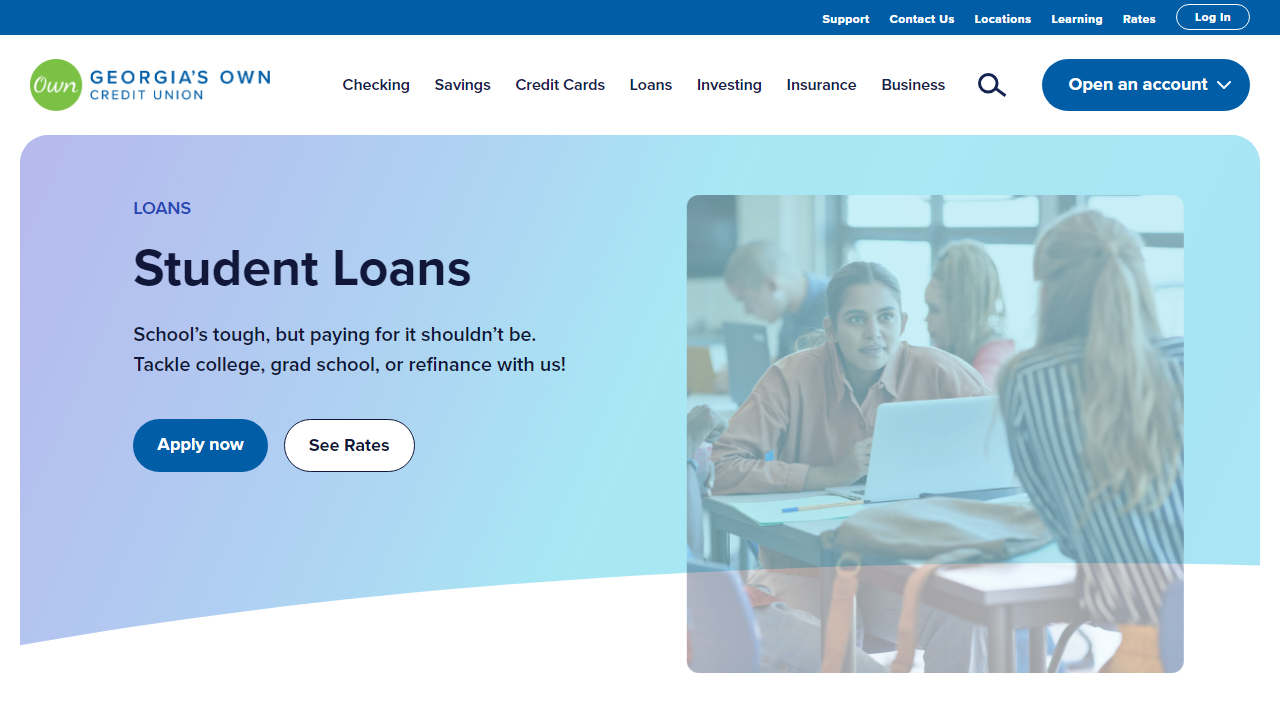 Support Contact Us Locations Learning Rates Log In
Own GEORGIA'S OWN
CREDIT UNION
Checking Savings Credit Cards Loans Investing Insurance Business Open an account
LOANS
Student Loans
School’s tough, but paying for it shouldn’t be.
Tackle college, grad school, or refinance with us!
Apply now See Rates